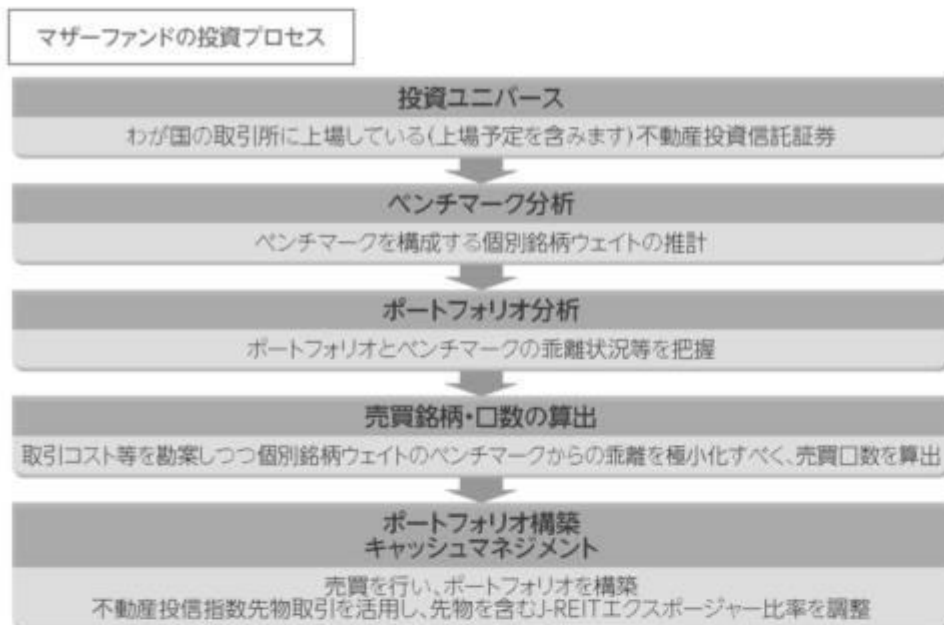 マザーファンドの投資プロセス
投資ユニバース
わが国の取引所に上場している(上場予定を含みます)不動産投資信託証券
ベンチマーク分析
ベンチマークを構成する個別銘柄ウェイトの推計
ポートフォリオ分析
ポートフォリオとベンチマークの乖離状況等を把握
売買銘柄・口数の算出
取引コスト等を勘案しつつ個別銘柄ウェイトのベンチマークからの乖離を極小化すべく、売買口数を算出
ポートフォリオ構築
キャッシュマネジメント
売買を行い、ポートフォリオを構築
不動産投信指数先物取引を活用し、先物を含むJ-REITエクスポージャー比率を調整